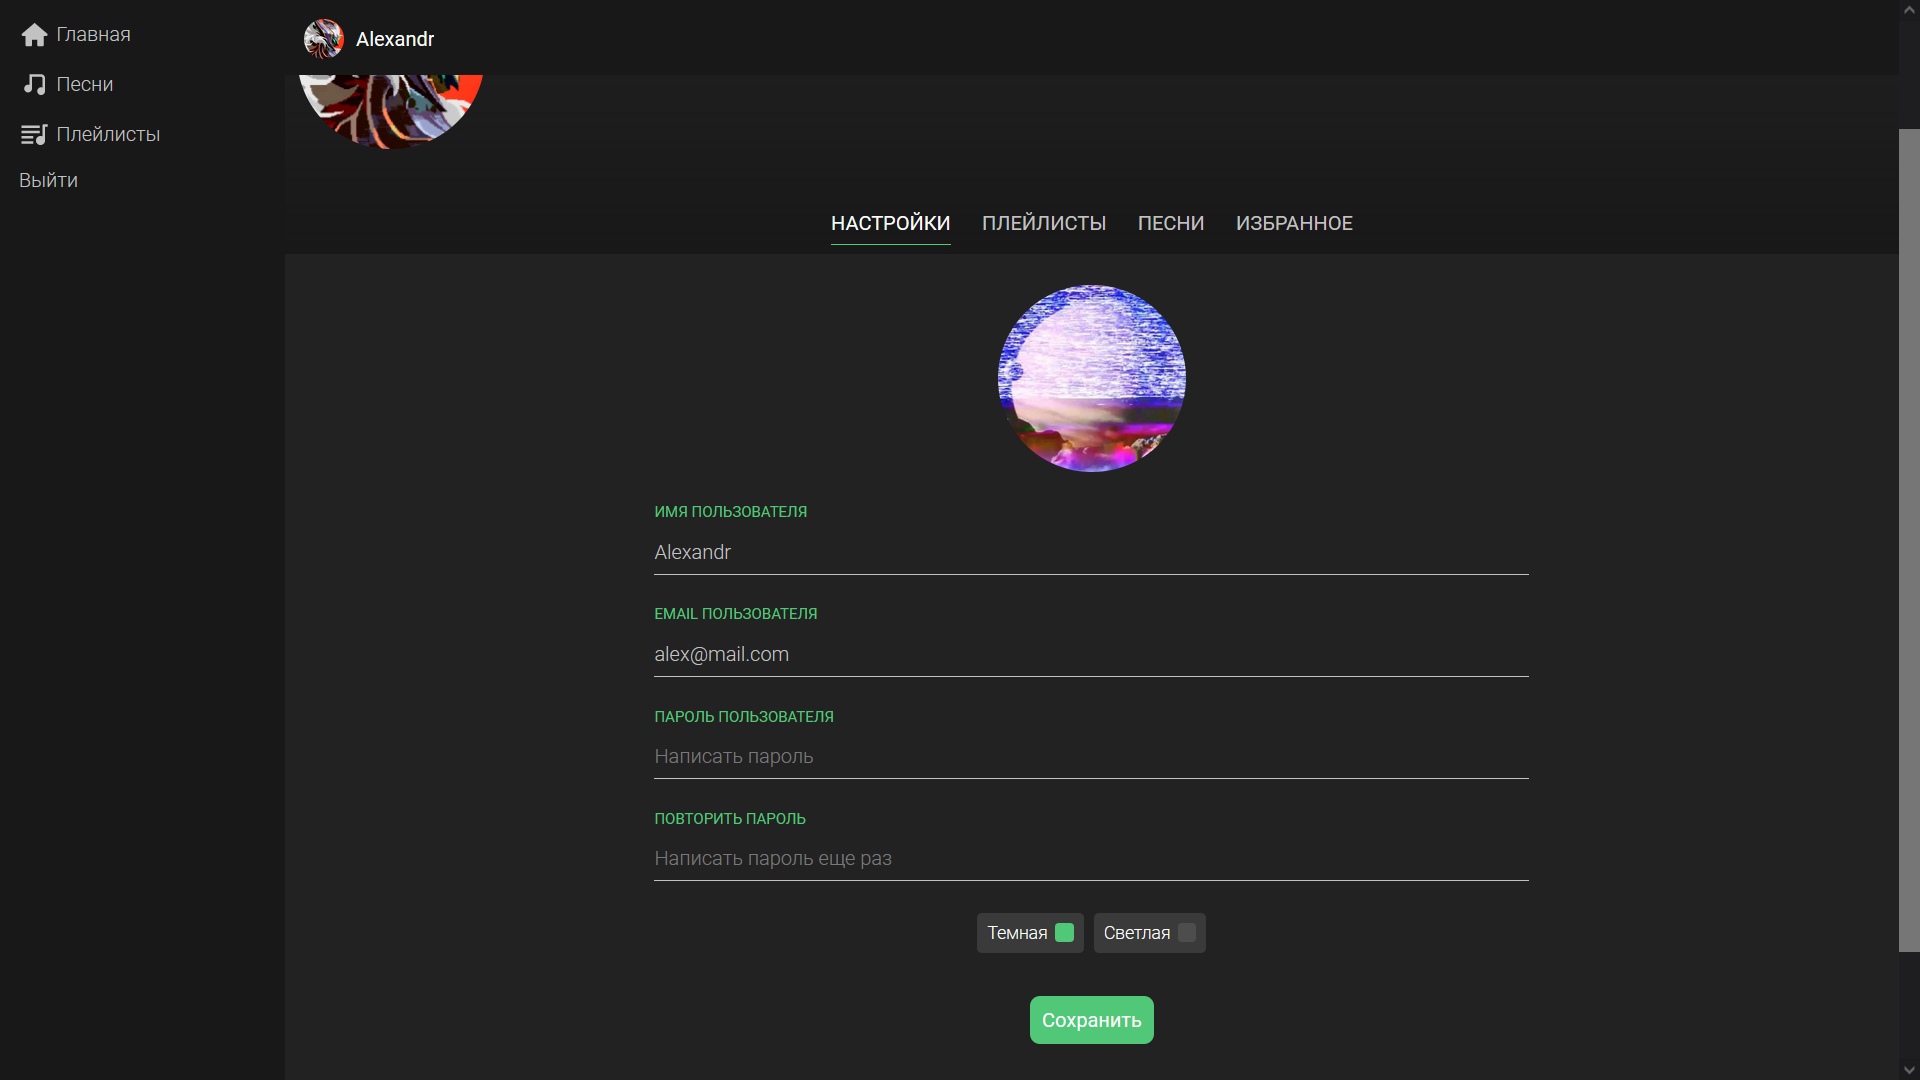 Главная
Песни
Плейлисты
Выйти
Alexandr
НАСТРОЙКИ ПЛЕЙЛИСТЫ ПЕСНИ ИЗБРАННОЕ
ИМЯ ПОЛЬЗОВАТЕЛЯ
Alexandr
EMAIL ПОЛЬЗОВАТЕЛЯ
alex@mail.com
ПАРОЛЬ ПОЛЬЗОВАТЕЛЯ
Написать пароль
ПОВТОРИТЬ ПАРОЛЬ
Написать пароль еще раз
Темная Светлая
Сохранить